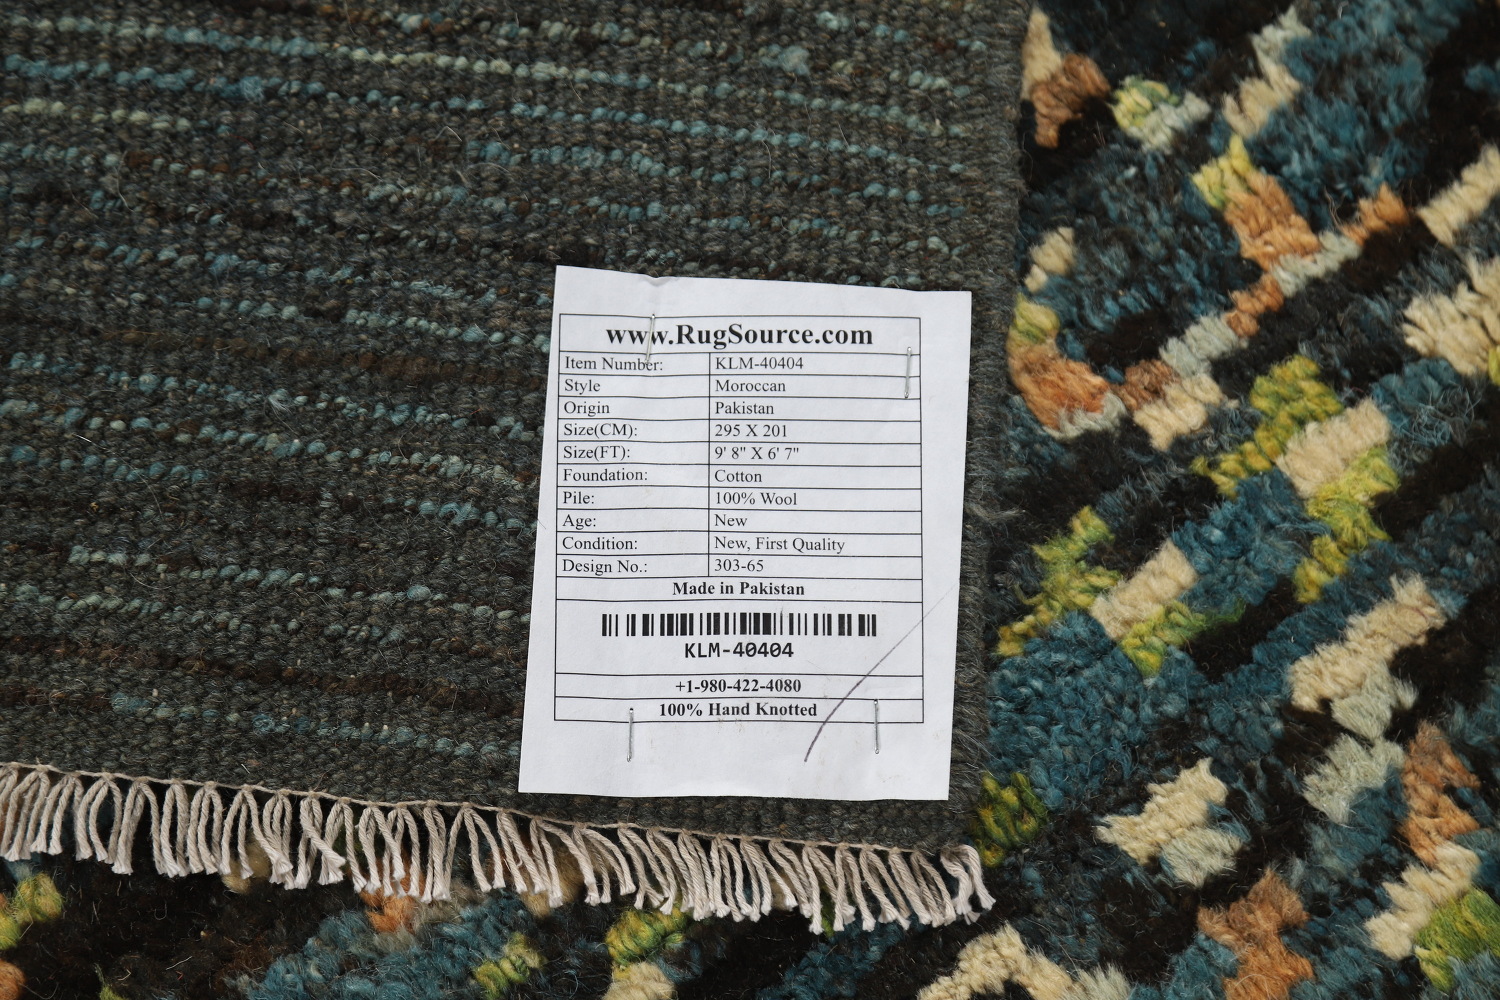 www.RugSource.com
Item Number: KLM-40404
Style Moroccan
Origin Pakistan
Size(CM): 295 X 201
Size(FT): 9' 8" X 6' 7"
Foundation: Cotton
Pile: 100% Wool
Age: New
Condition: New, First Quality
Design No.: 303-65
Made in Pakistan
KLM-40404
+1-980-422-4080
100% Hand Knotted